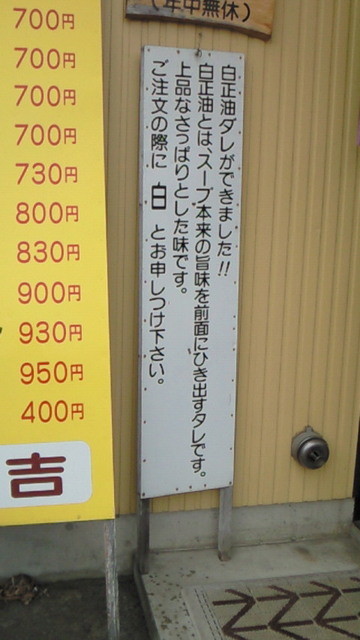 (年中無休)
白正油ダレができました!!
白正油とは、スープ本来の旨味を前面にひき出すタレです。
上品なさっぱりとした味です。
ご注文の際に 白 とお申しつけ下さい。
700円
700円
700円
700円
730円
800円
830円
900円
930円
950円
400円
吉